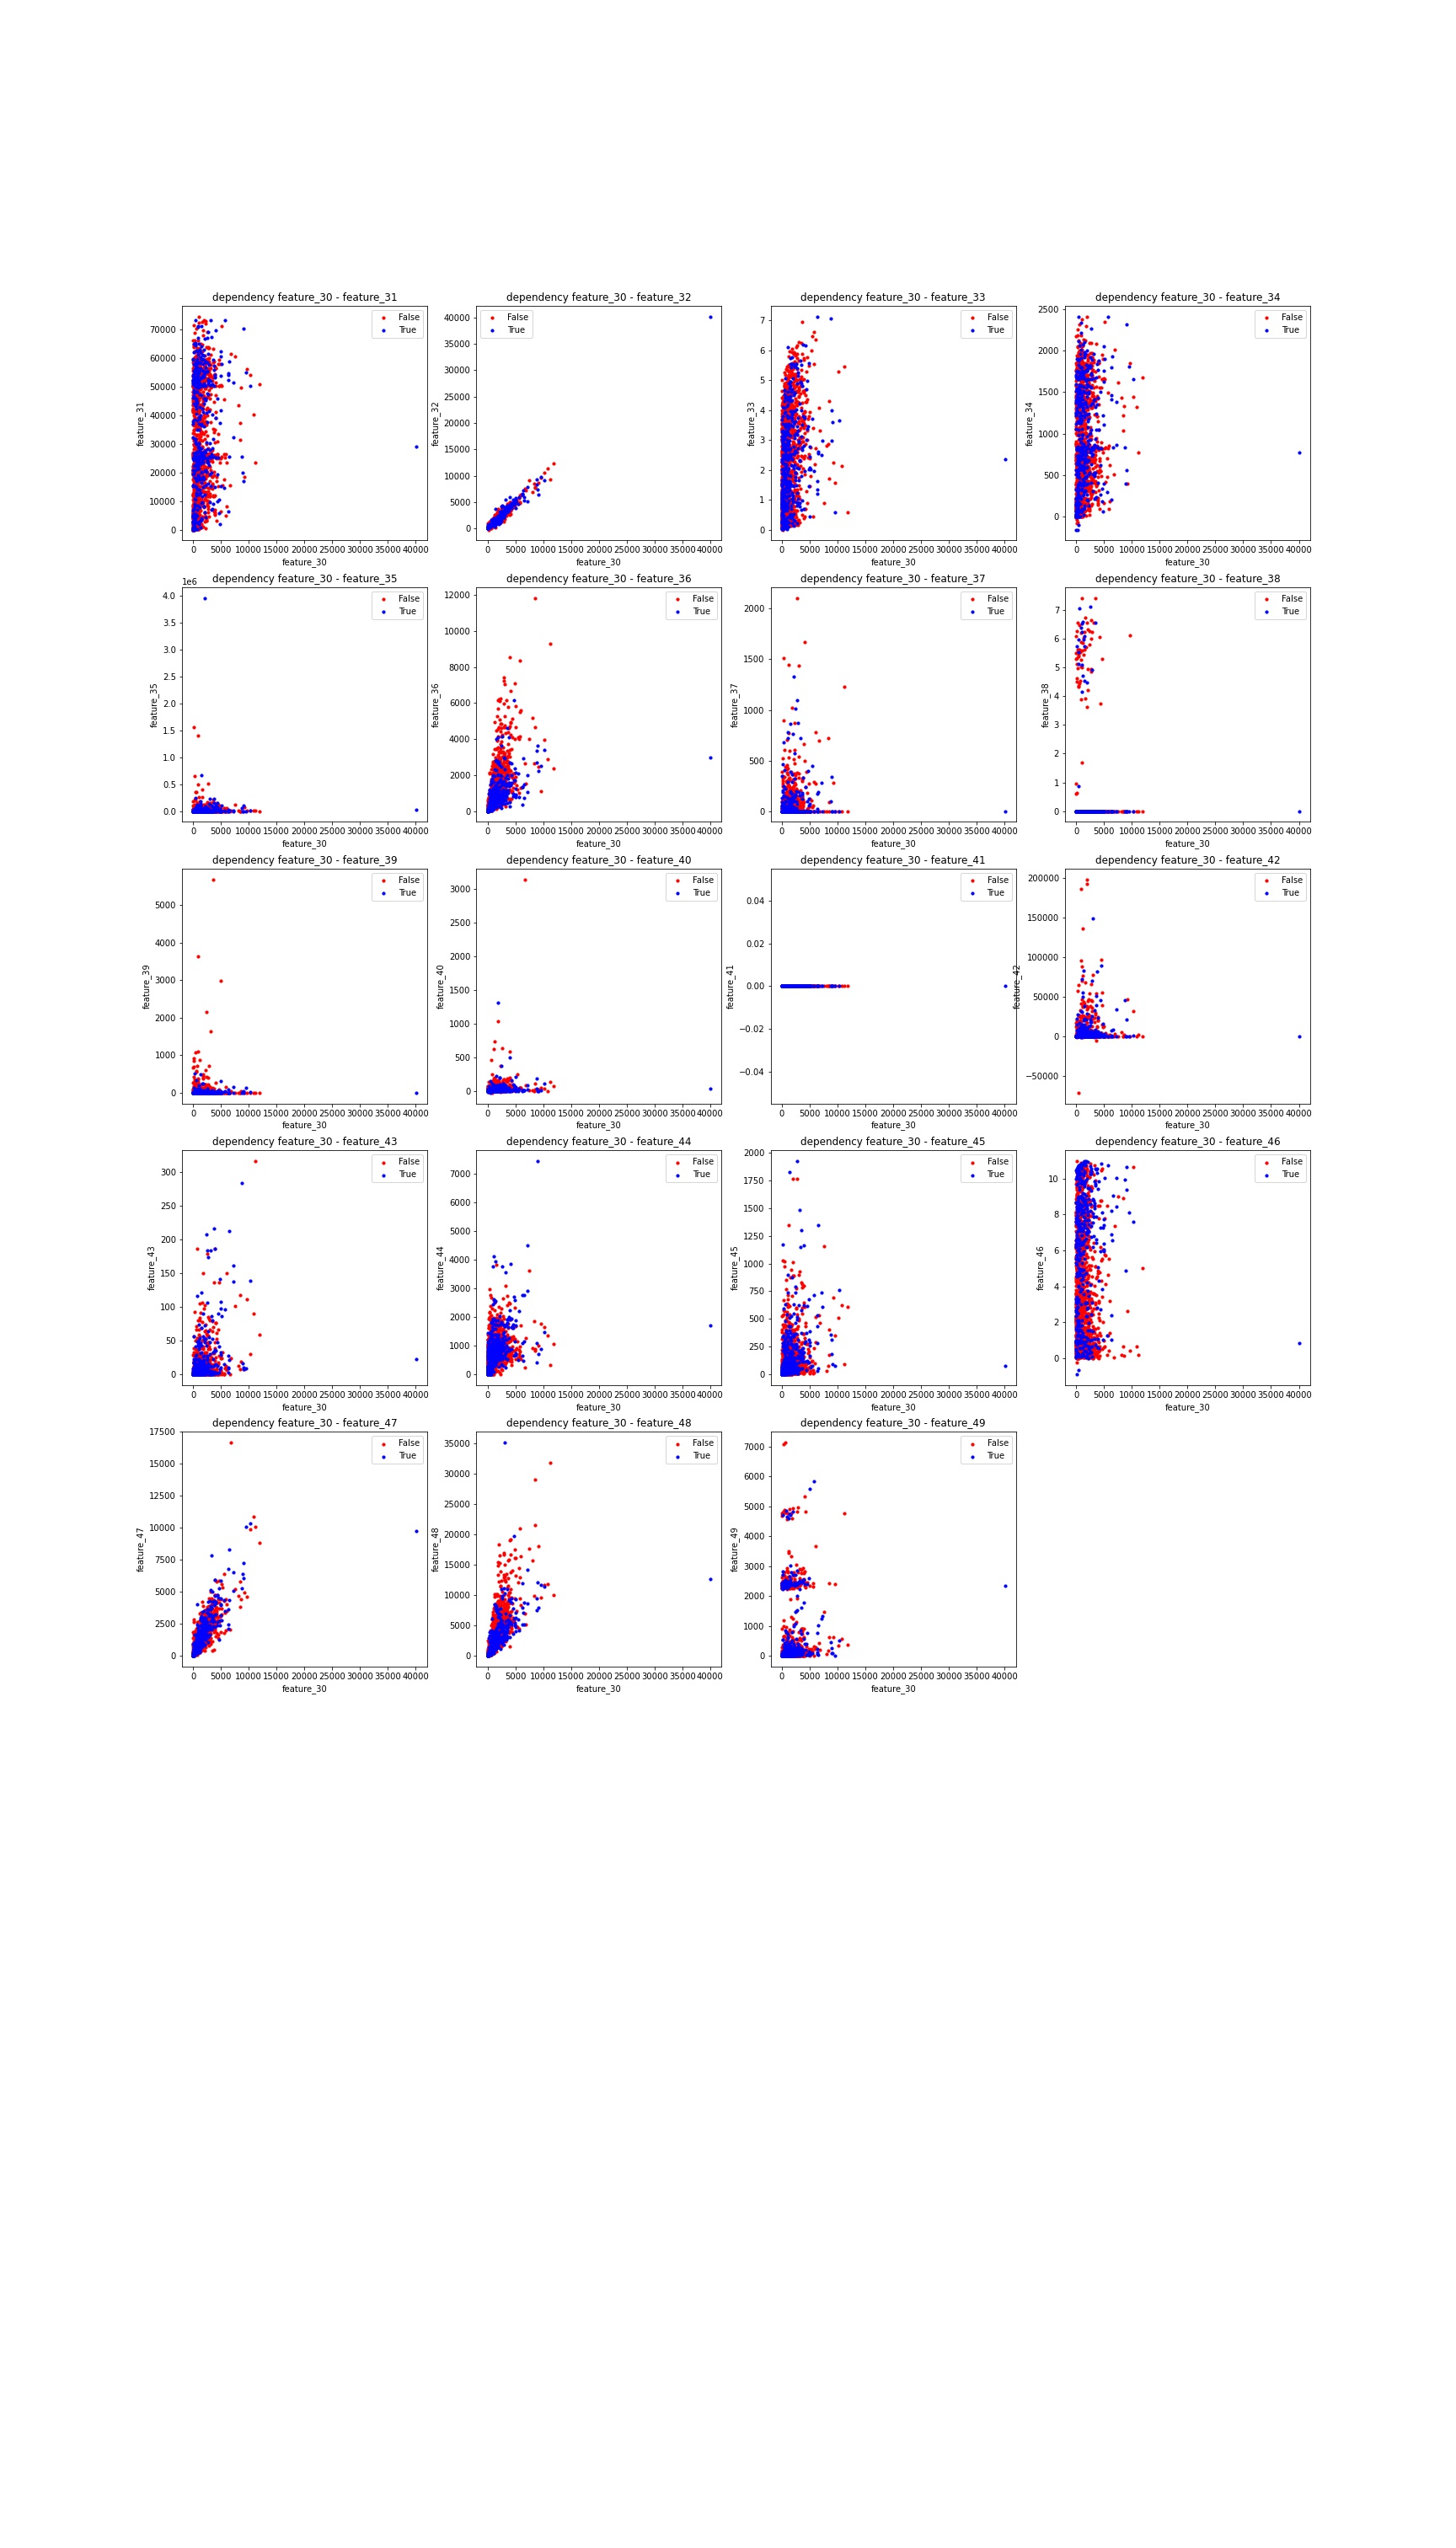 dependency feature_30 - feature_31 dependency feature_30 - feature_32 dependency feature_30 - feature_33 dependency feature_30 - feature_34
False
True
70000
60000
50000
40000
30000
20000
10000
0
feature_31
0 5000 10000 15000 20000 25000 30000 35000 40000
feature_30
False
True
40000
35000
30000
25000
20000
15000
10000
5000
0
feature_32
0 5000 10000 15000 20000 25000 30000 35000 40000
feature_30
False
True
7
6
5
4
3
2
1
0
feature_33
0 5000 10000 15000 20000 25000 30000 35000 40000
feature_30
False
True
2500
2000
1500
1000
500
0
feature_34
0 5000 10000 15000 20000 25000 30000 35000 40000
feature_30
dependency feature_30 - feature_35
1e6
False
True
4.0
3.5
3.0
2.5
2.0
1.5
1.0
0.5
0.0
feature_35
0 5000 10000 15000 20000 25000 30000 35000 40000
feature_30
dependency feature_30 - feature_36
False
True
12000
10000
8000
6000
4000
2000
0
feature_36
0 5000 10000 15000 20000 25000 30000 35000 40000
feature_30
dependency feature_30 - feature_37
False
True
2000
1500
1000
500
0
feature_37
0 5000 10000 15000 20000 25000 30000 35000 40000
feature_30
dependency feature_30 - feature_38
False
True
7
6
5
4
3
2
1
0
feature_38
0 5000 10000 15000 20000 25000 30000 35000 40000
feature_30
dependency feature_30 - feature_39
False
True
5000
4000
3000
2000
1000
0
feature_39
0 5000 10000 15000 20000 25000 30000 35000 40000
feature_30
dependency feature_30 - feature_40
False
True
3000
2500
2000
1500
1000
500
0
feature_40
0 5000 10000 15000 20000 25000 30000 35000 40000
feature_30
dependency feature_30 - feature_41
False
True
0.04
0.02
0.00
−0.02
−0.04
feature_41
0 5000 10000 15000 20000 25000 30000 35000 40000
feature_30
dependency feature_30 - feature_42
False
True
200000
150000
100000
50000
0
−50000
feature_42
0 5000 10000 15000 20000 25000 30000 35000 40000
feature_30
dependency feature_30 - feature_43
False
True
300
250
200
150
100
50
0
feature_43
0 5000 10000 15000 20000 25000 30000 35000 40000
feature_30
dependency feature_30 - feature_44
False
True
7000
6000
5000
4000
3000
2000
1000
0
feature_44
0 5000 10000 15000 20000 25000 30000 35000 40000
feature_30
dependency feature_30 - feature_45
False
True
2000
1750
1500
1250
1000
750
500
250
0
feature_45
0 5000 10000 15000 20000 25000 30000 35000 40000
feature_30
dependency feature_30 - feature_46
False
True
10
8
6
4
2
0
feature_46
0 5000 10000 15000 20000 25000 30000 35000 40000
feature_30
dependency feature_30 - feature_47
False
True
17500
15000
12500
10000
7500
5000
2500
0
feature_47
0 5000 10000 15000 20000 25000 30000 35000 40000
feature_30
dependency feature_30 - feature_48
False
True
35000
30000
25000
20000
15000
10000
5000
0
feature_48
0 5000 10000 15000 20000 25000 30000 35000 40000
feature_30
dependency feature_30 - feature_49
False
True
7000
6000
5000
4000
3000
2000
1000
0
feature_49
0 5000 10000 15000 20000 25000 30000 35000 40000
feature_30